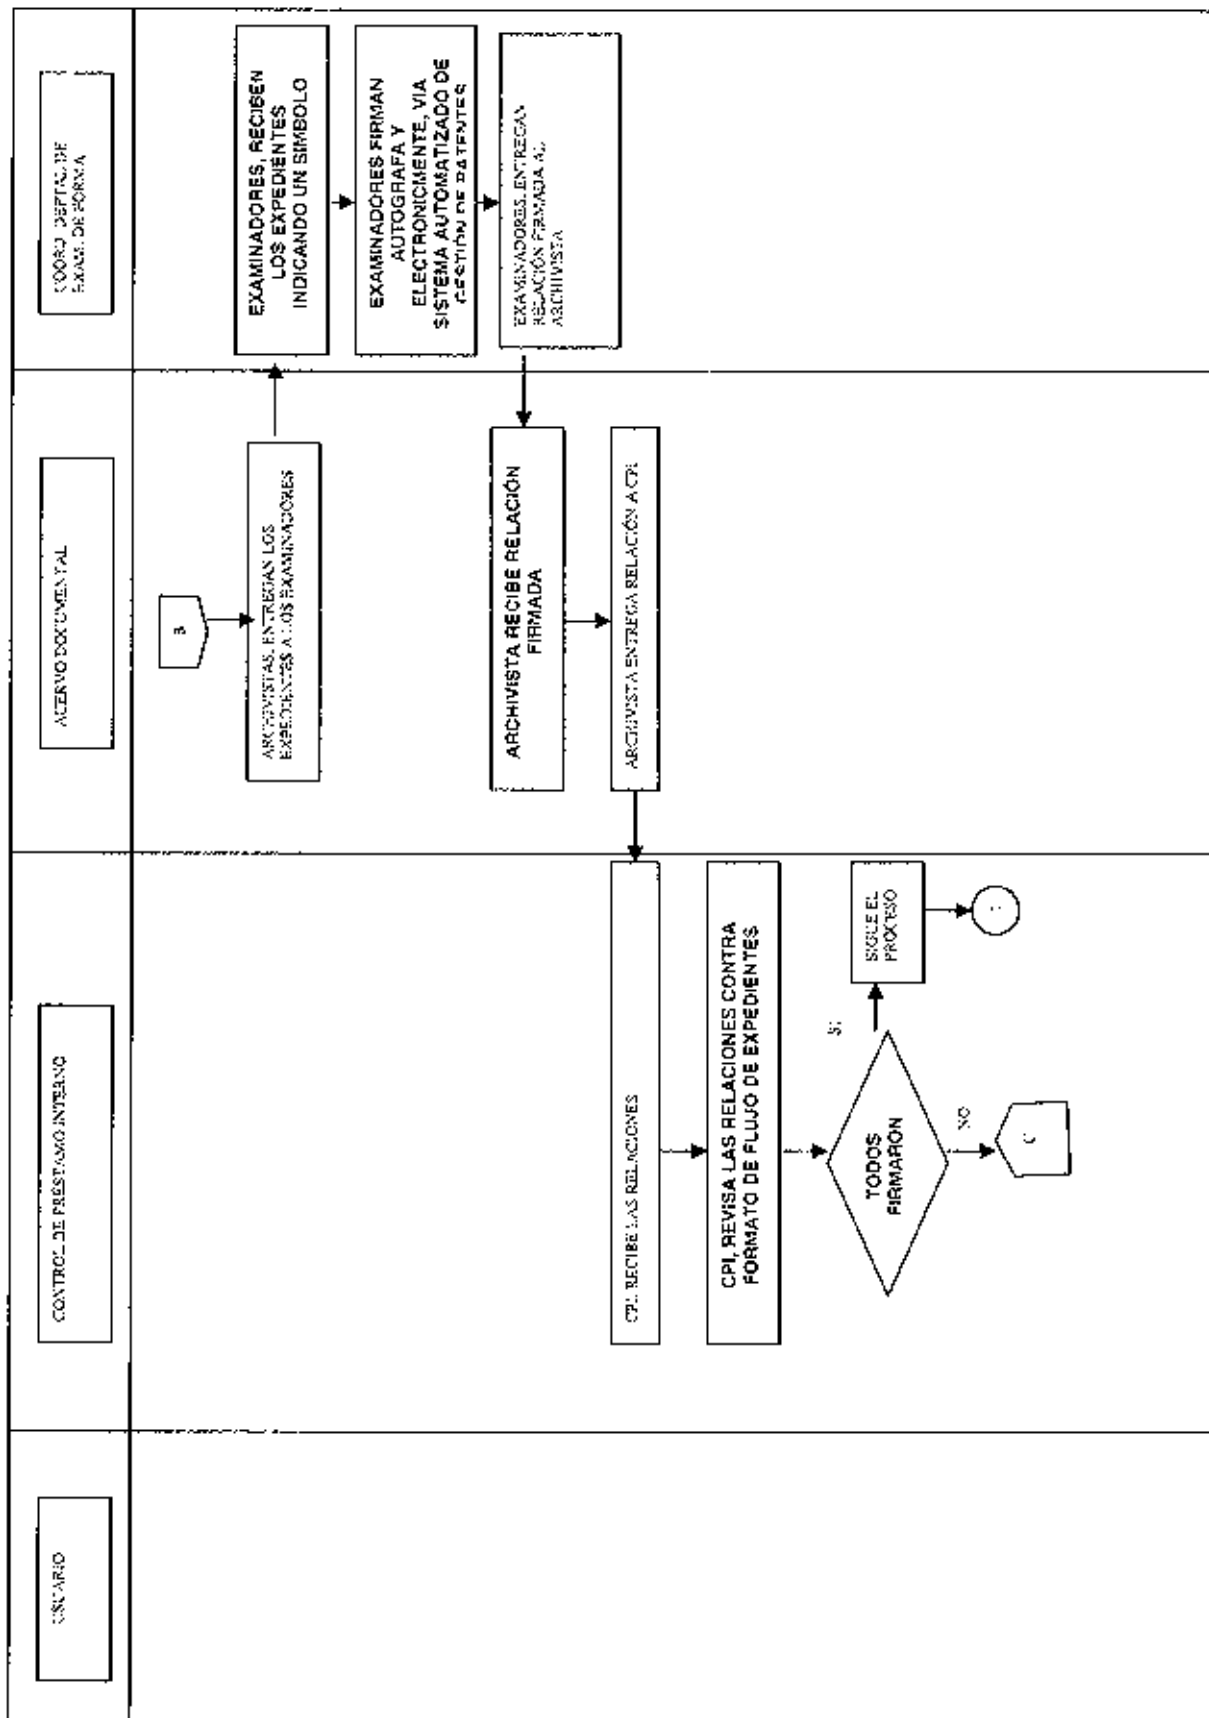 USUARIO
CONTROL DE PRÉSTAMO INTERNO
ACERVO DOCUMENTAL
COORD. DEPTAL. DE
EXAM. DE FORMA
B
ARCHIVISTAS, ENTREGAN LOS
EXPEDIENTES A LOS EXAMINADORES
EXAMINADORES, RECIBEN
LOS EXPEDIENTES
INDICANDO UN SIMBOLO
EXAMINADORES FIRMAN
AUTOGRAFA Y
ELECTRONICMENTE, VIA
SISTEMA AUTOMATIZADO DE
GESTIÓN DE PATENTES
EXAMINADORES, ENTREGAN
RELACIÓN FIRMADA AL
ARCHIVISTA
ARCHIVISTA RECIBE RELACIÓN
FIRMADA
ARCHIVISTA ENTREGA RELACIÓN A CPI
CPI, RECIBE LAS RELACIONES
CPI, REVISA LAS RELACIONES CONTRA
FORMATO DE FLUJO DE EXPEDIENTES
TODOS
FIRMARON
SI
SIGUE EL
PROCESO
NO
C